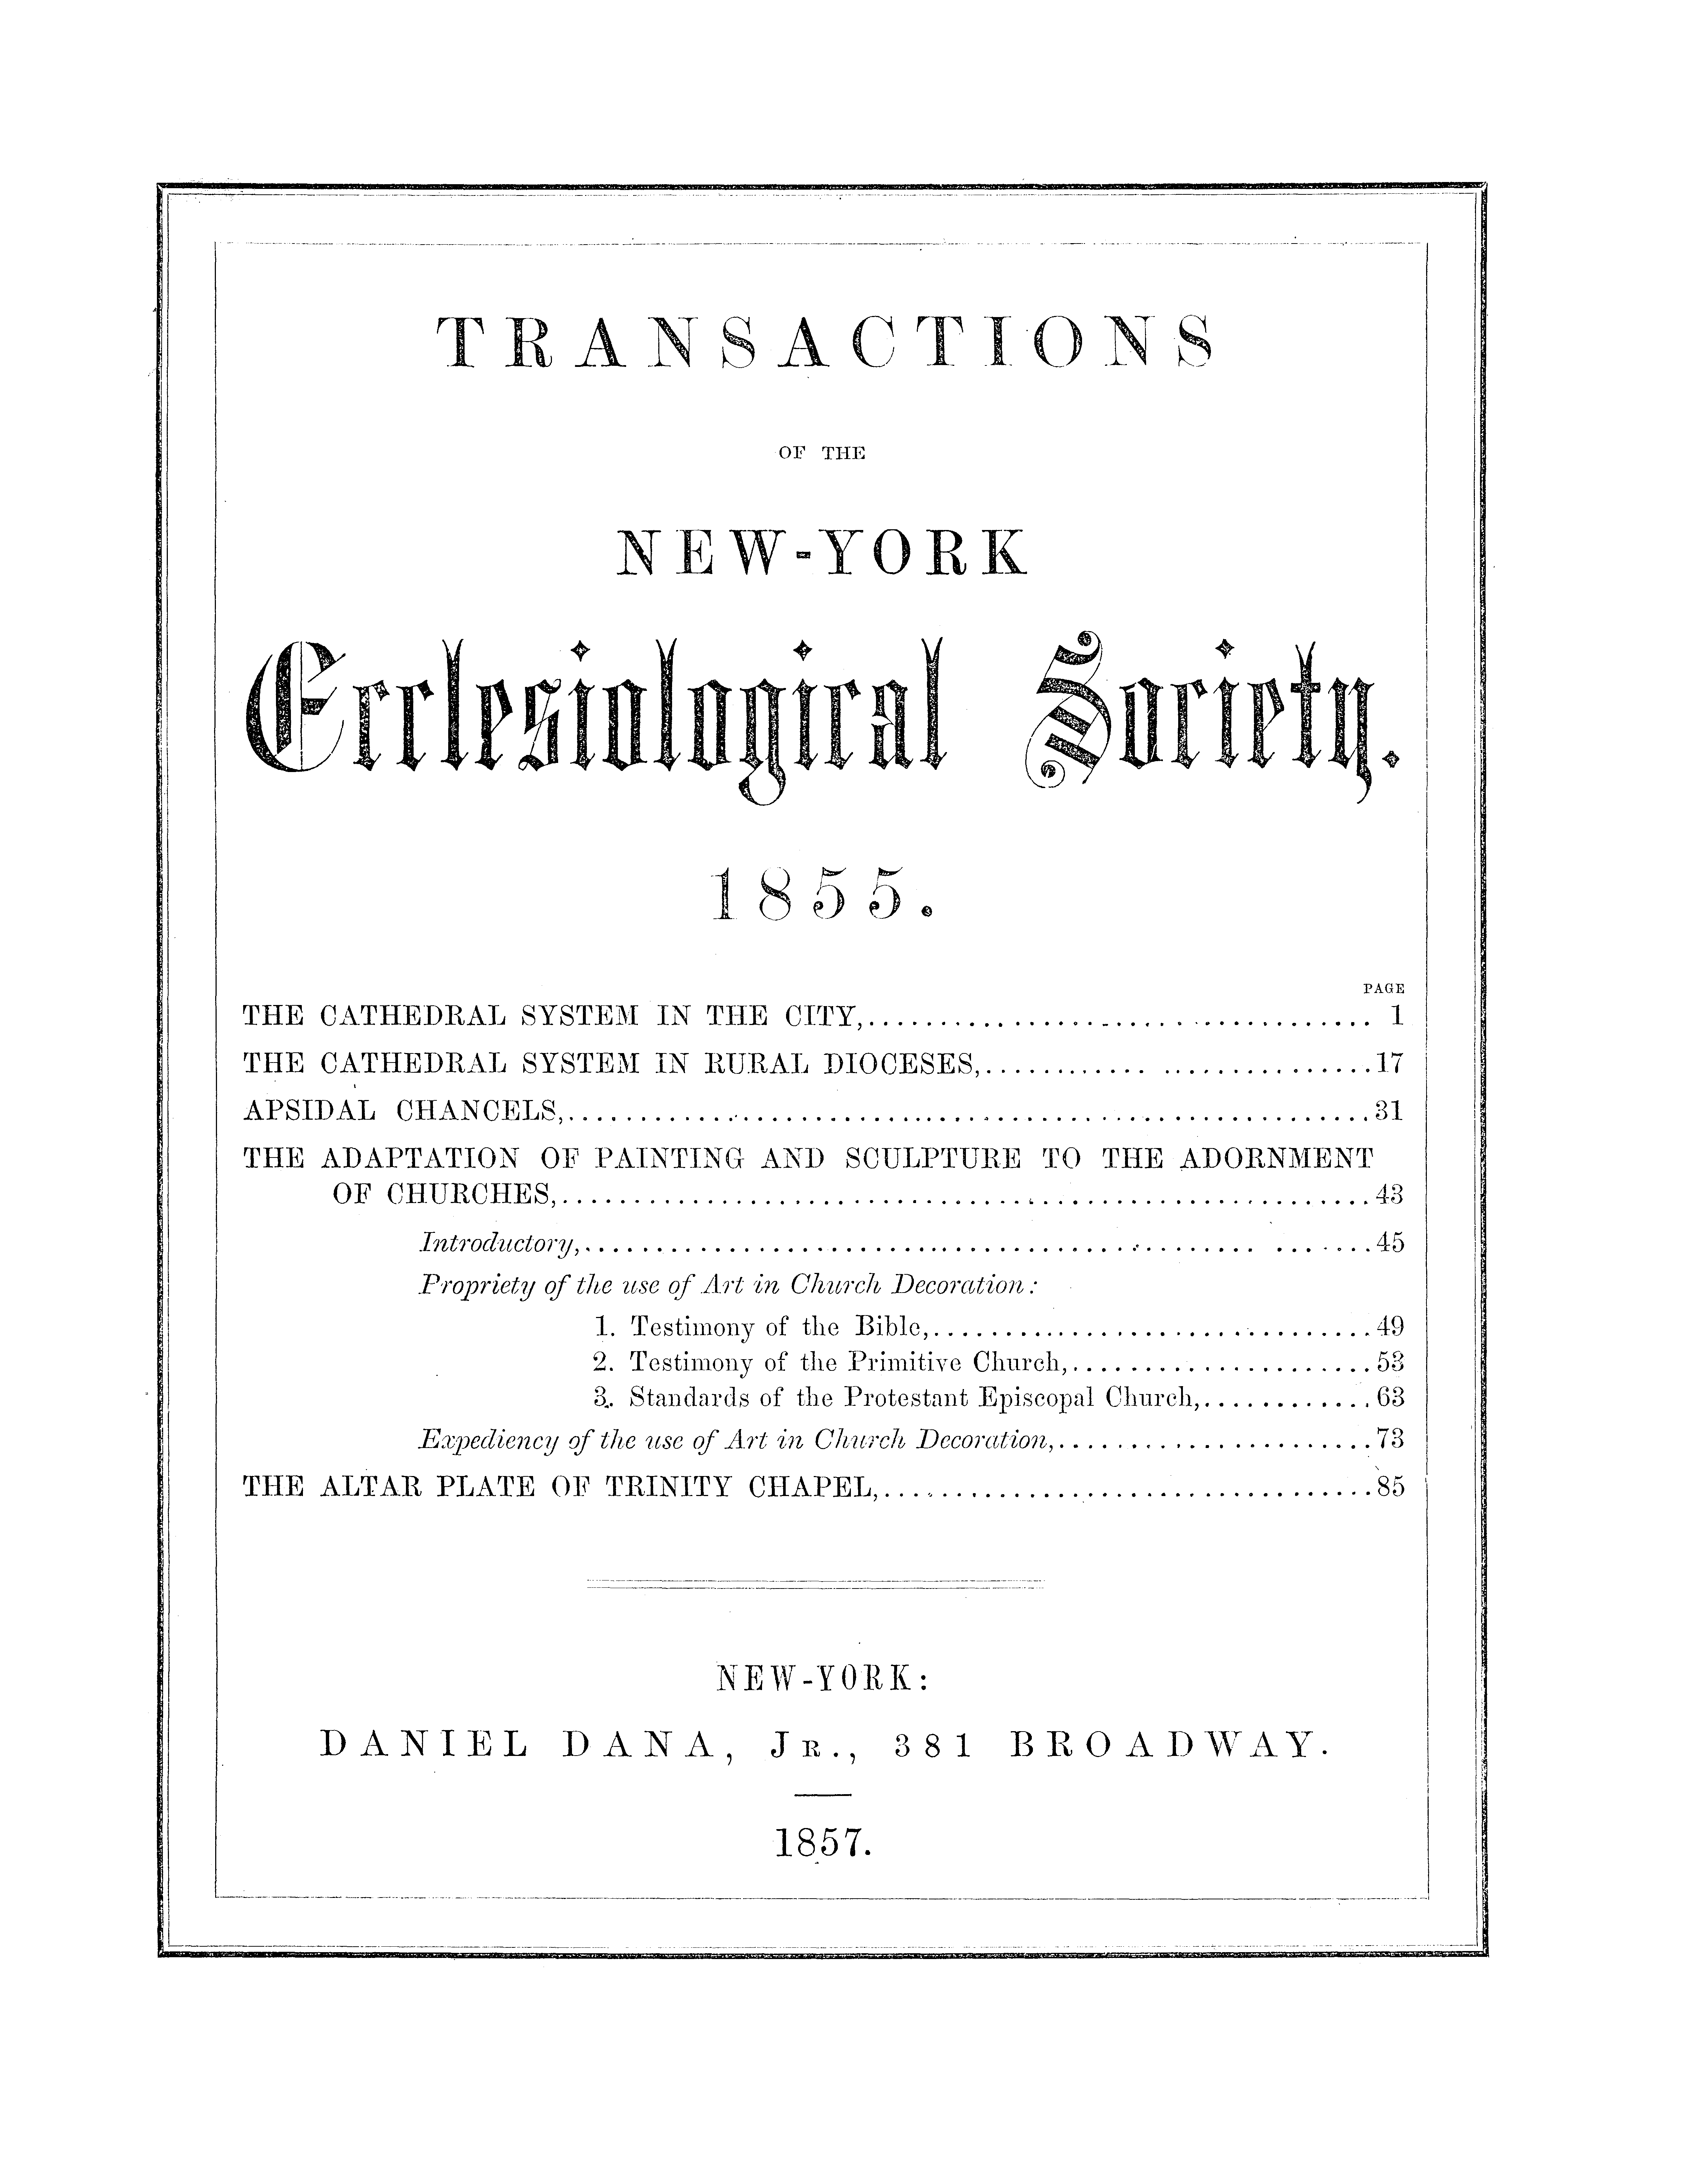 TRANSACTIONS
OF THE
NEW-YORK
Ecclesiological Society.
1855.
PAGE
THE CATHEDRAL SYSTEM IN THE CITY,.................................... 1
THE CATHEDRAL SYSTEM IN RURAL DIOCESES,............................17
APSIDAL CHANCELS,.........................................................31
THE ADAPTATION OF PAINTING AND SCULPTURE TO THE ADORNMENT
OF CHURCHES,.........................................................43
Introductory,.......................................................45
Propriety of the use of Art in Church Decoration:
1. Testimony of the Bible,...............................49
2. Testimony of the Primitive Church,.....................53
3. Standards of the Protestant Episcopal Church,............63
Expediency of the use of Art in Church Decoration,......................73
THE ALTAR PLATE OF TRINITY CHAPEL,...................................85
NEW-YORK:
DANIEL DANA, JR., 381 BROADWAY.
1857.